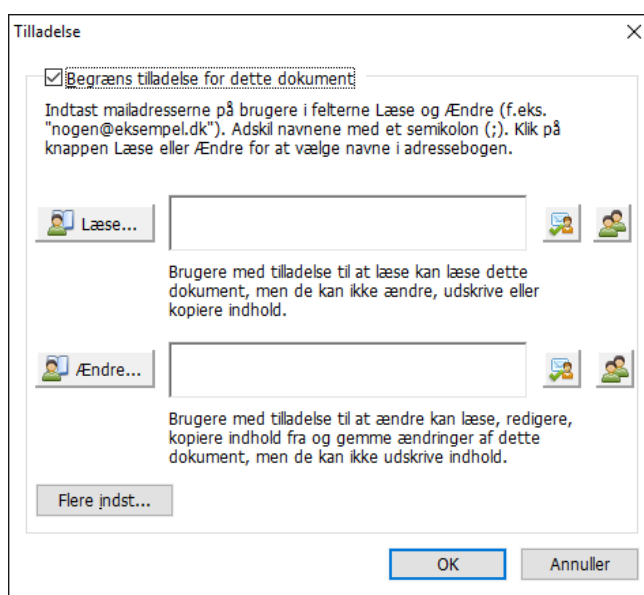 Tilladelse
Begræns tilladelse for dette dokument
Indtast mailadresserne på brugere i felterne Læse og Ændre (f.eks.
"nogen@eksempel.dk"). Adskil navnene med et semikolon (;). Klik på
knappen Læse eller Ændre for at vælge navne i adressebogen.
Læse...
Brugere med tilladelse til at læse kan læse dette
dokument, men de kan ikke ændre, udskrive eller
kopiere indhold.
Ændre...
Brugere med tilladelse til at ændre kan læse, redigere,
kopiere indhold fra og gemme ændringer af dette
dokument, men de kan ikke udskrive indhold.
Flere indst...
OK
Annuller